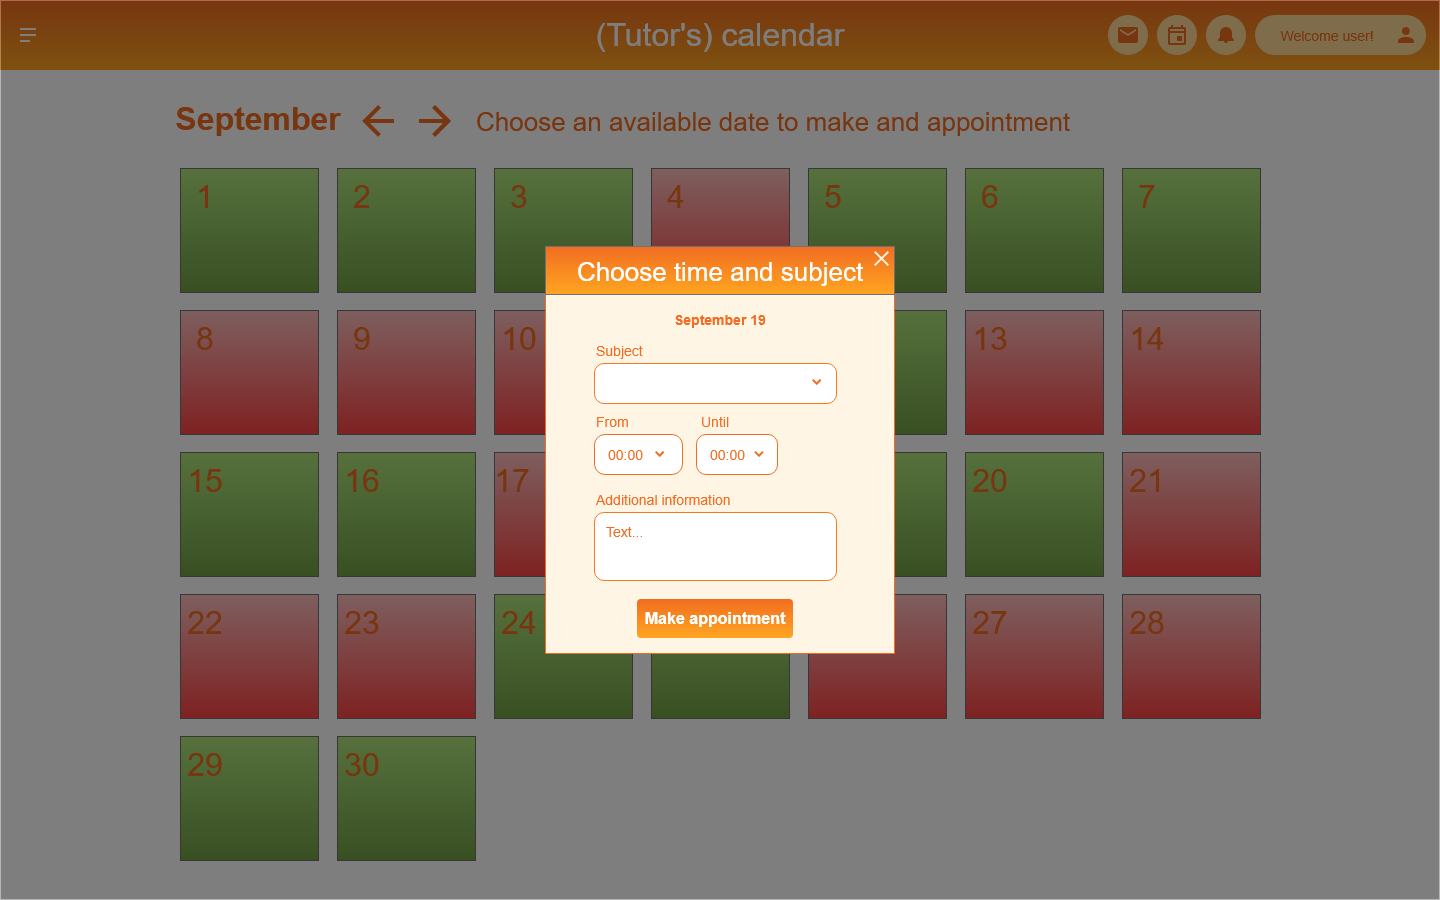 (Tutor's) calendar
Welcome user!
September
Choose an available date to make and appointment
1 2 3 4 5 6 7
8 9 10 13 14
15 16 17 20 21
22 23 24 27 28
29 30
Choose time and subject
September 19
Subject
From Until
00:00 00:00
Additional information
Text...
Make appointment